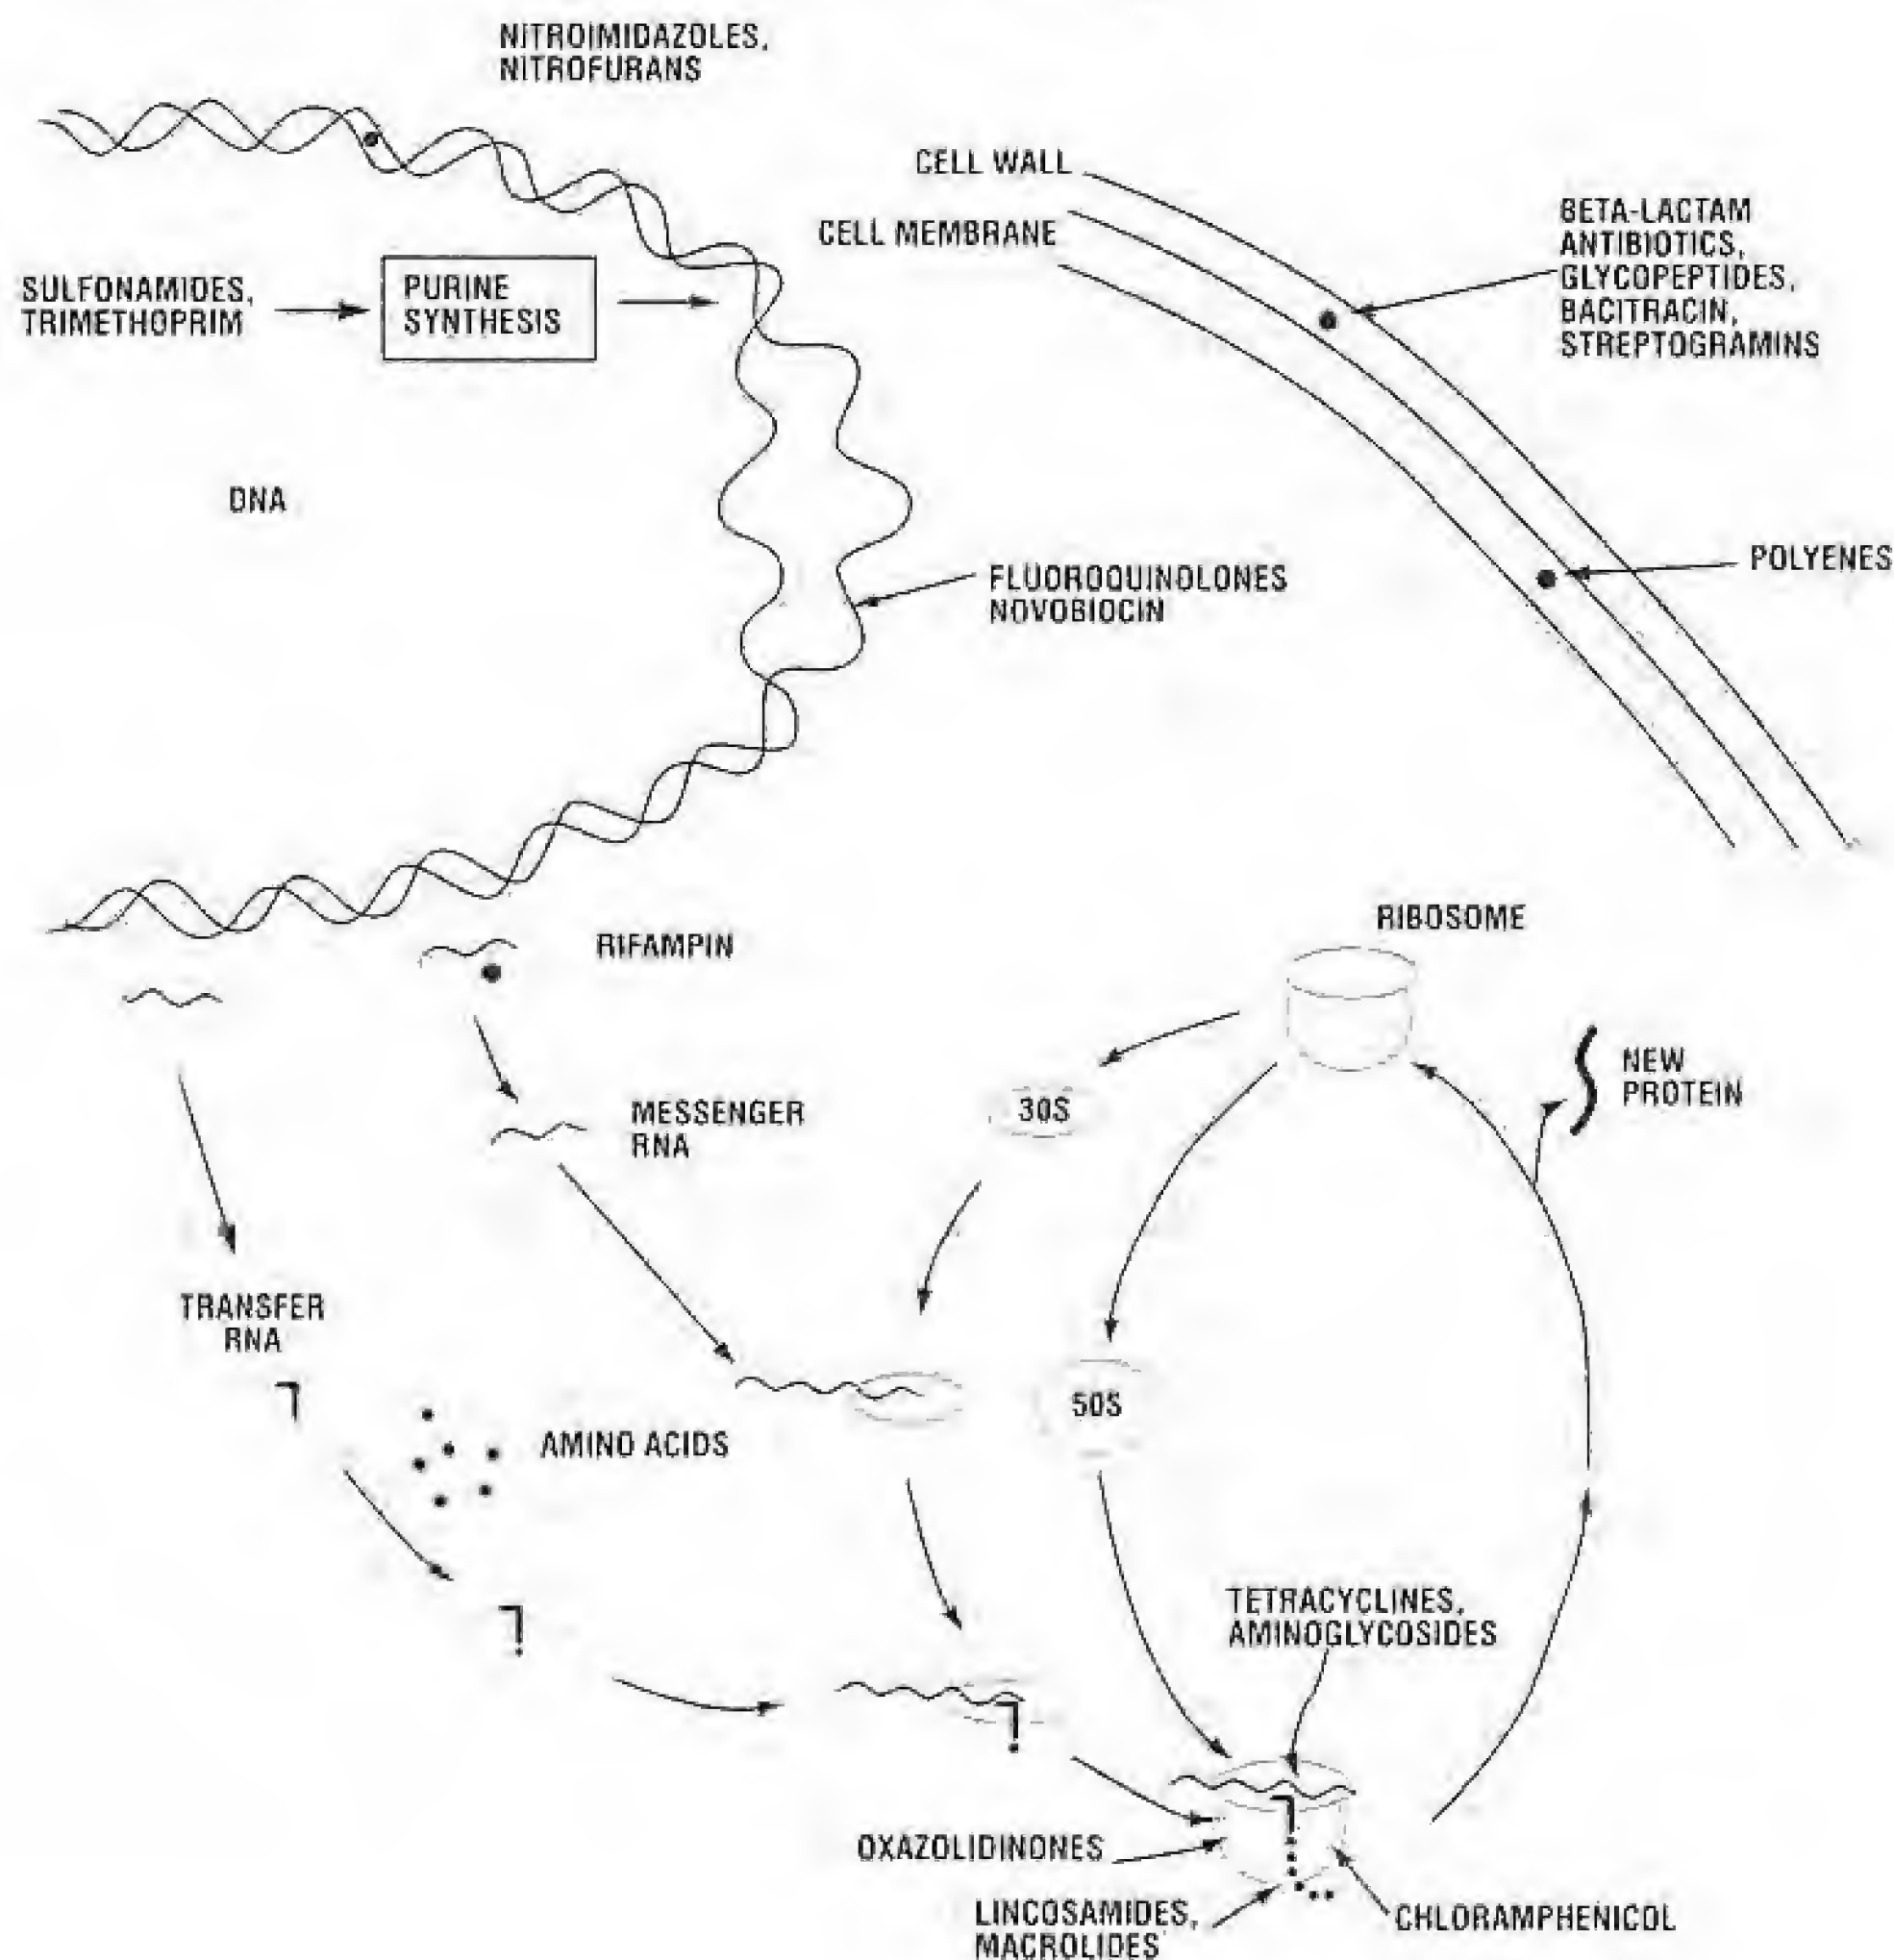 NITROIMIDAZOLES,
NITROFURANS
CELL WALL
CELL MEMBRANE
BETA-LACTAM
ANTIBIOTICS,
GLYCOPEPTIDES,
BACITRACIN,
STREPTOGRAMINS
SULFONAMIDES,
TRIMETHOPRIM
PURINE
SYNTHESIS
DNA
FLUOROQUINOLONES
NOVOBIOCIN
POLYENES
RIFAMPIN
RIBOSOME
MESSENGER
RNA
30S
NEW
PROTEIN
TRANSFER
RNA
AMINO ACIDS
50S
TETRACYCLINES,
AMINOGLYCOSIDES
OXAZOLIDINONES
LINCOSAMIDES,
MACROLIDES
CHLORAMPHENICOL